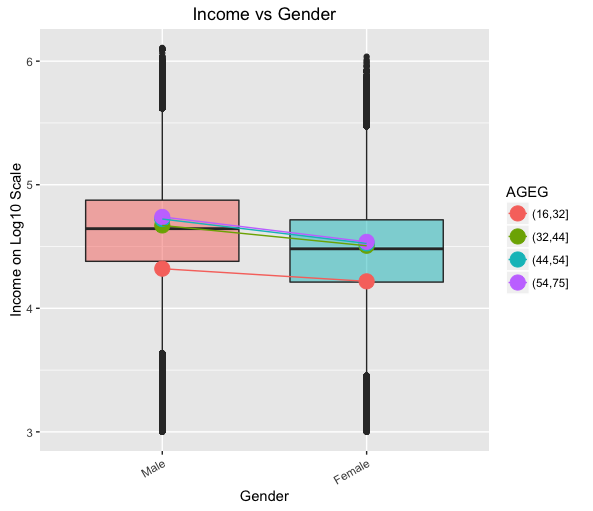 Income vs Gender
Income on Log10 Scale
6
5
4
3
Male
Female
Gender
AGEG
(16,32]
(32,44]
(44,54]
(54,75]